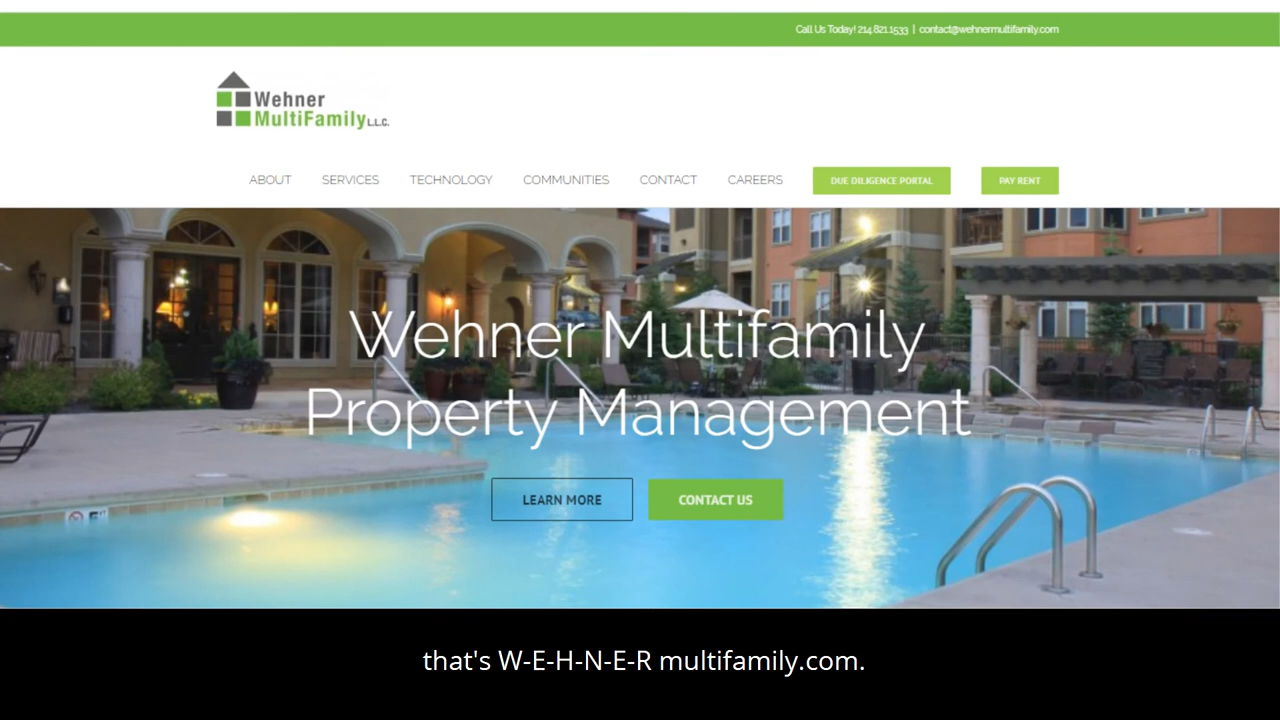 Call Us Today! 214.821.1533 | contact@wehnermultifamily.com
Wehner
MultiFamily L.L.C.
ABOUT SERVICES TECHNOLOGY COMMUNITIES CONTACT CAREERS DUE DILIGENCE PORTAL PAY RENT
Wehner Multifamily
Property Management
LEARN MORE CONTACT US
that's W-E-H-N-E-R multifamily.com.